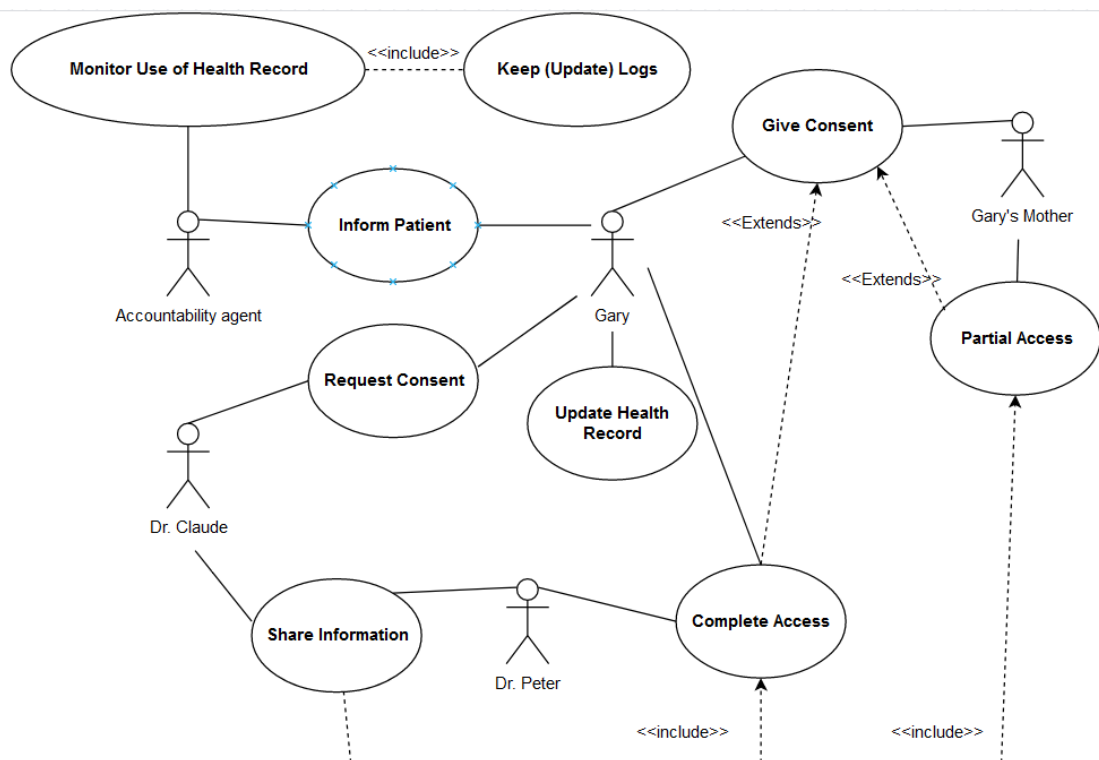 <<include>>
Monitor Use of Health Record
Keep (Update) Logs
Give Consent
Inform Patient
<<Extends>>
Gary's Mother
<<Extends>>
Accountability agent
Gary
Partial Access
Request Consent
Update Health
Record
Dr. Claude
Share Information
Complete Access
Dr. Peter
<<include>>
<<include>>